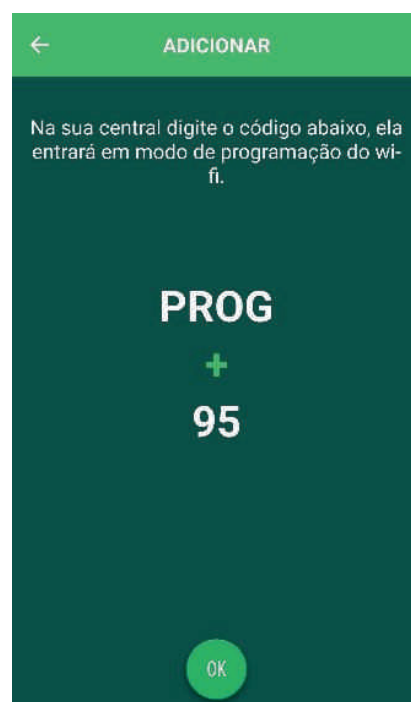 ADICIONAR
Na sua central digite o código abaixo, ela
entrará em modo de programação do wi-
fi.
PROG
+
95
OK